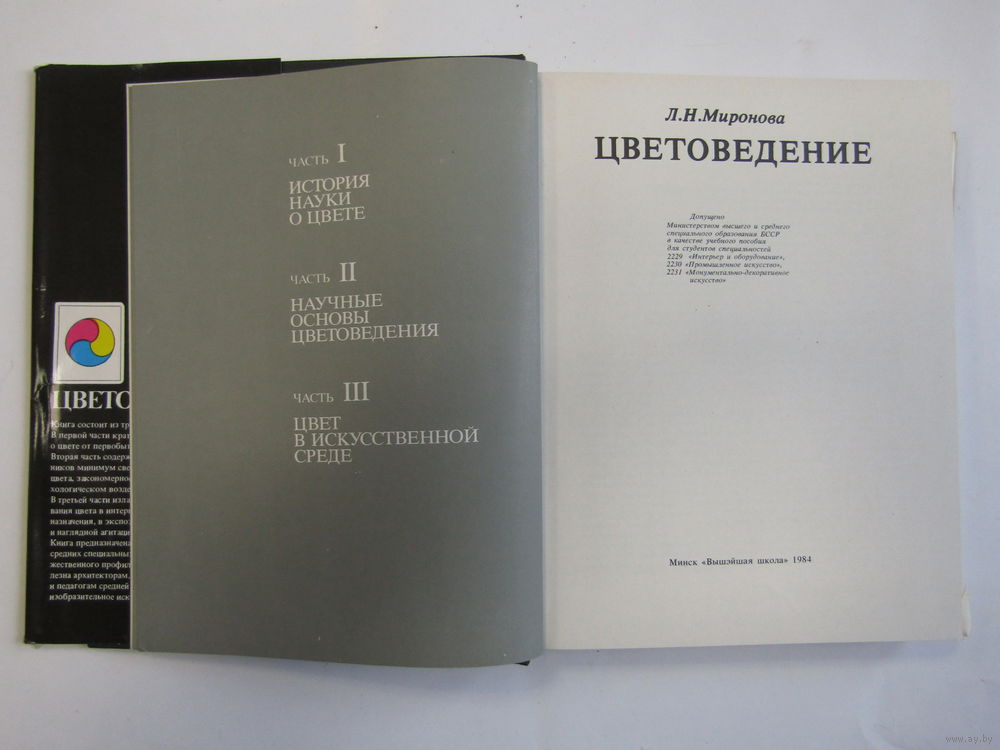 ЦВЕТО
Книга состоит из тр
В первой части крат
о цвете от первобыт
Вторая часть содерж
ников минимум све
цвета, закономерно
хологическом возде
В третьей части изла
вания цвета в интер
назначения, в экспоз
и наглядной агитаци
Книга предназначена
средних специальны
жественного профил
лезна архитекторам,
и педагогам средней
изобразительное иск
ЧАСТЬ I
ИСТОРИЯ
НАУКИ
О ЦВЕТЕ
ЧАСТЬ II
НАУЧНЫЕ
ОСНОВЫ
ЦВЕТОВЕДЕНИЯ
ЧАСТЬ III
ЦВЕТ
В ИСКУССТВЕННОЙ
СРЕДЕ
Л.Н.Миронова
ЦВЕТОВЕДЕНИЕ
Допущено
Министерством высшего и среднего
специального образования БССР
в качестве учебного пособия
для студентов специальностей
2229 «Интерьер и оборудование»,
2230 «Промышленное искусство»,
2231 «Монументально-декоративное
искусство»
Минск «Вышэйшая школа» 1984
www.ay.by